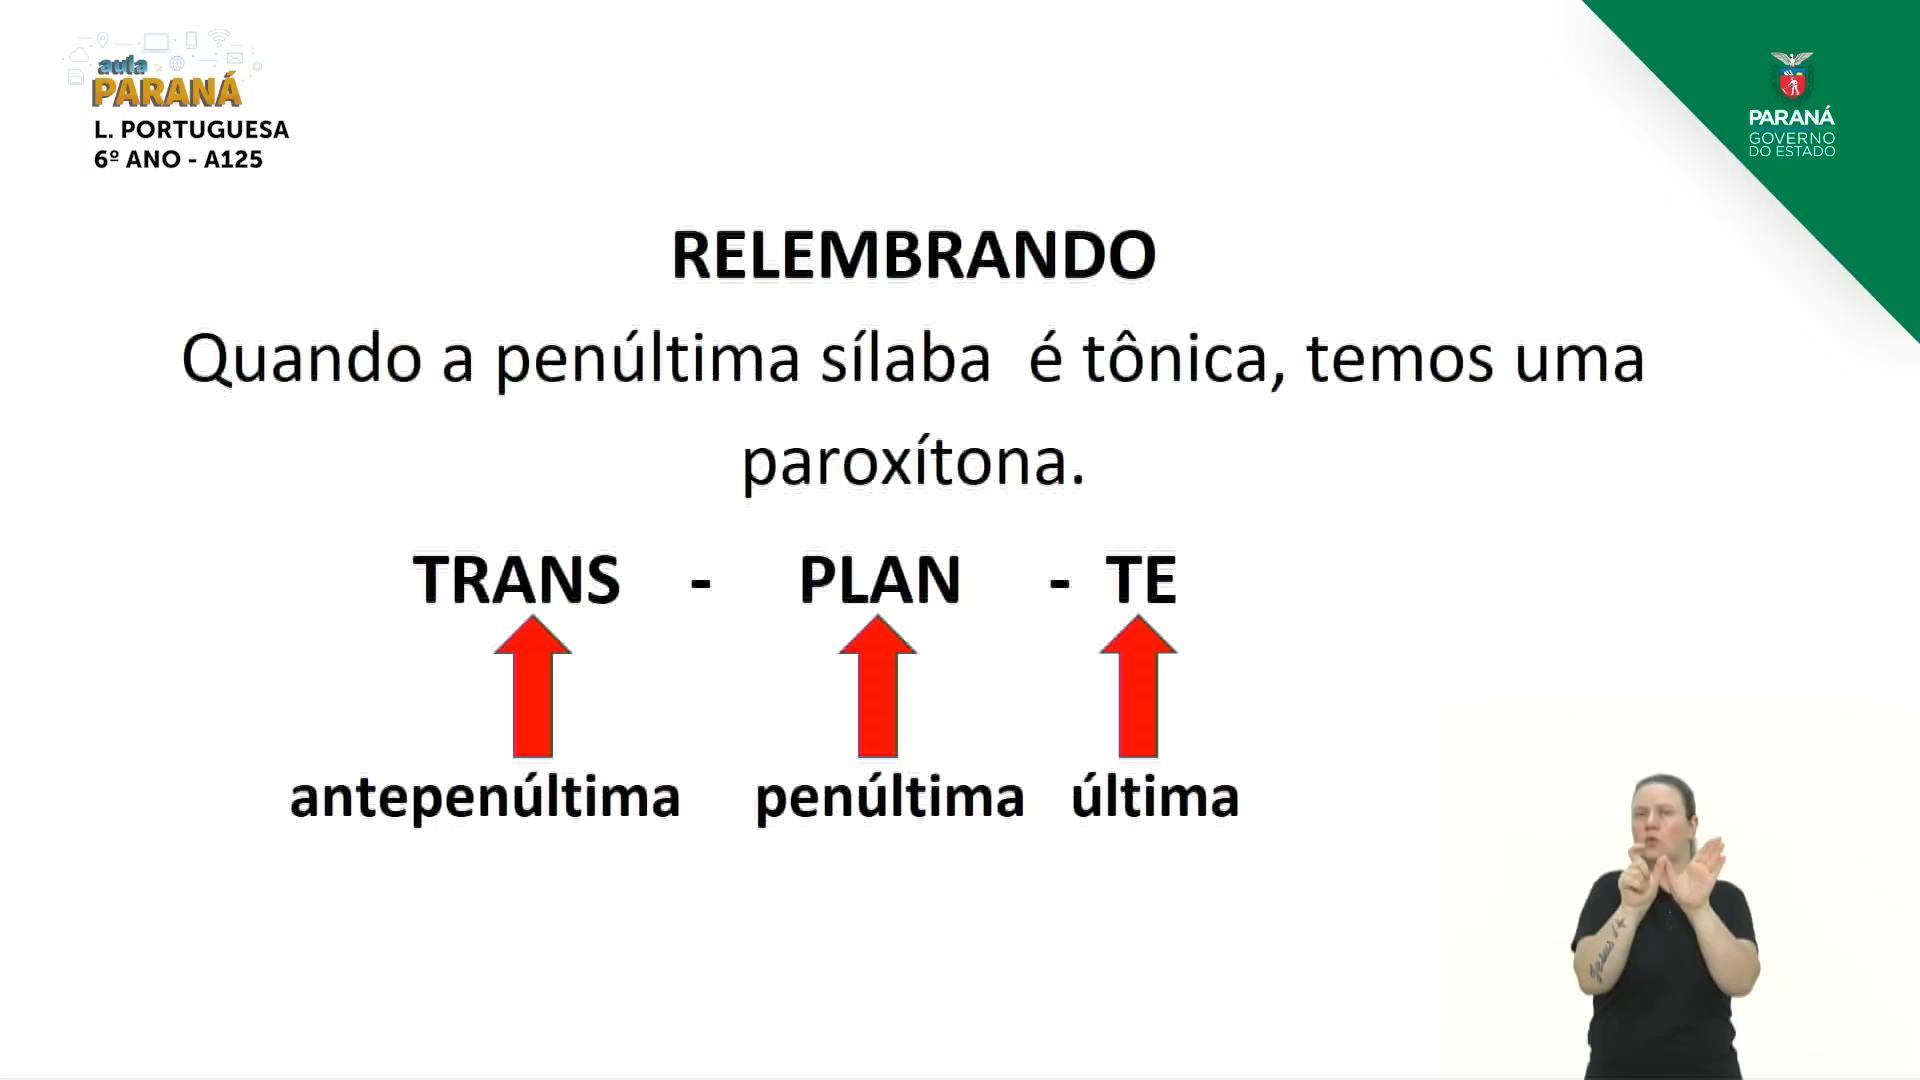 aula
PARANÁ
L. PORTUGUESA
6º ANO - A125
PARANÁ
GOVERNO
DO ESTADO
RELEMBRANDO
Quando a penúltima sílaba é tônica, temos uma
paroxítona.
TRANS - PLAN - TE
antepenúltima penúltima última
Jesus